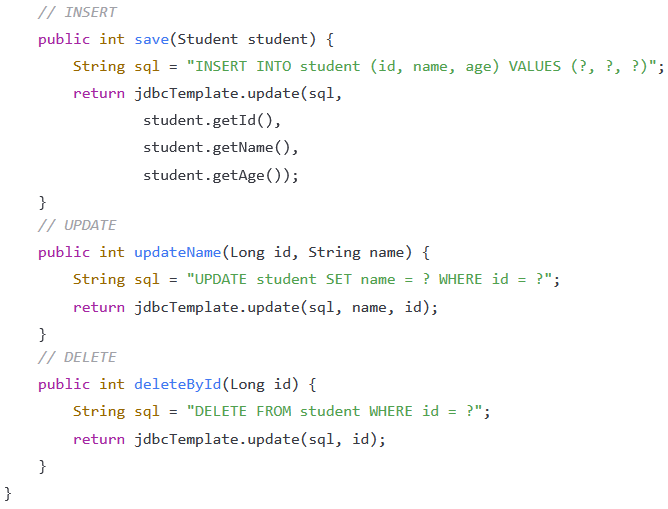 // INSERT
public int save(Student student) {
String sql = "INSERT INTO student (id, name, age) VALUES (?, ?, ?)";
return jdbcTemplate.update(sql,
student.getId(),
student.getName(),
student.getAge());
}
// UPDATE
public int updateName(Long id, String name) {
String sql = "UPDATE student SET name = ? WHERE id = ?";
return jdbcTemplate.update(sql, name, id);
}
// DELETE
public int deleteById(Long id) {
String sql = "DELETE FROM student WHERE id = ?";
return jdbcTemplate.update(sql, id);
}
}